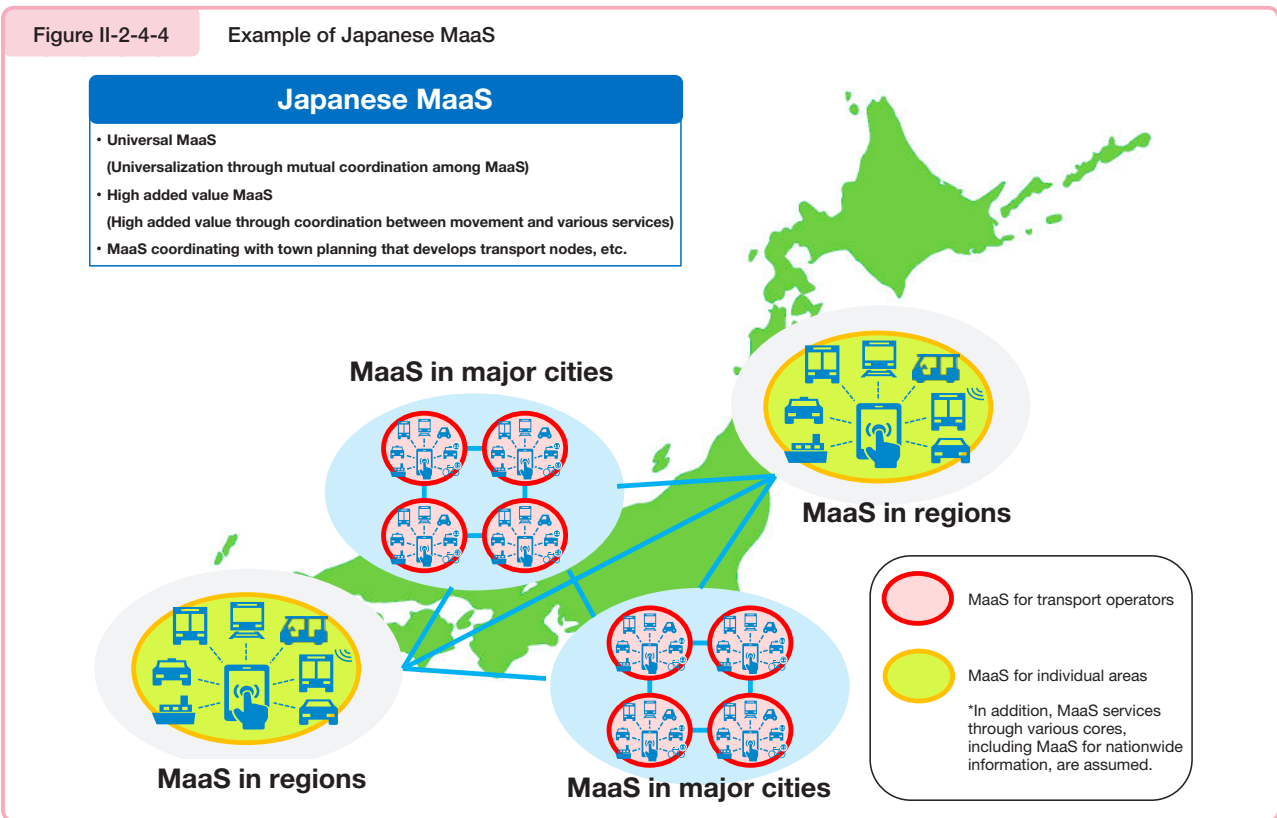 Figure II-2-4-4
Example of Japanese MaaS
Japanese MaaS
・Universal MaaS
(Universalization through mutual coordination among MaaS)
・High added value MaaS
(High added value through coordination between movement and various services)
・MaaS coordinating with town planning that develops transport nodes, etc.
MaaS in major cities
MaaS in regions
MaaS in regions
MaaS in major cities
MaaS for transport operators
MaaS for individual areas
*In addition, MaaS services
through various cores,
including MaaS for nationwide
information, are assumed.